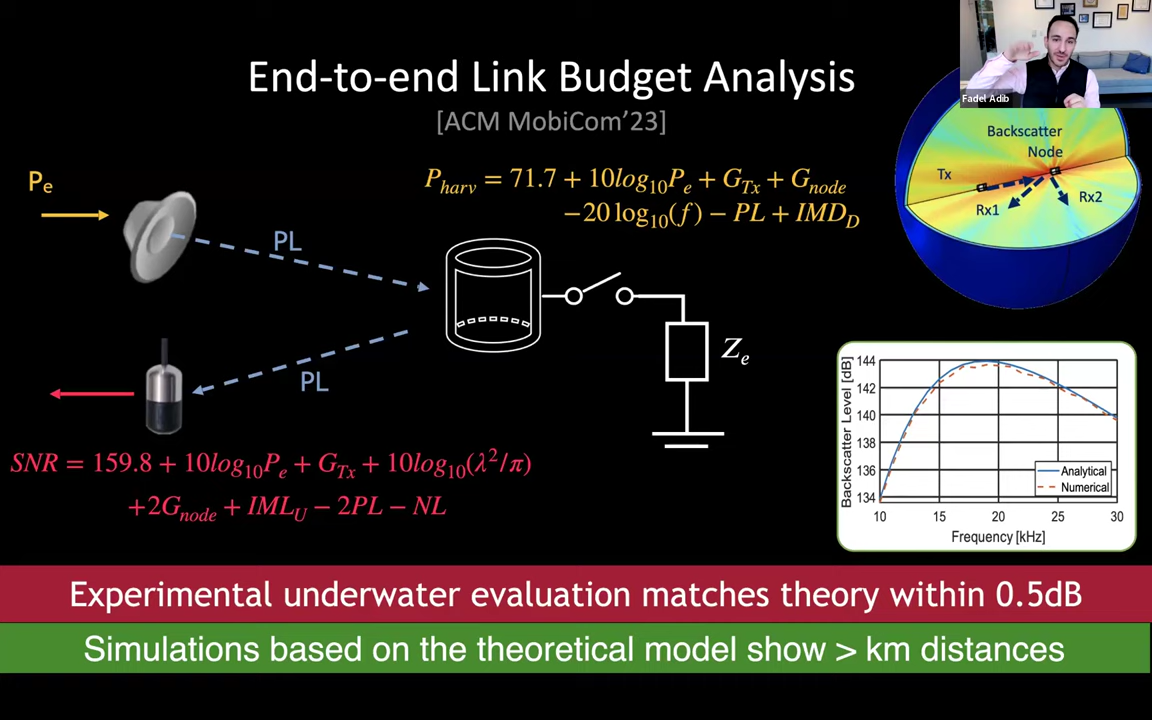 End-to-end Link Budget Analysis
[ACM MobiCom'23]
Fadel Adib
Backscatter
Node
Tx
Rx1
Rx2
Pₑ
P_harv = 71.7 + 10log₁₀Pₑ + G_Tx + G_node
−20 log₁₀(f) − PL + IMD_D
PL
PL
Zₑ
SNR = 159.8 + 10log₁₀Pₑ + G_Tx + 10log₁₀(λ²/π)
+2G_node + IML_U − 2PL − NL
Backscatter Level [dB]
144
142
140
138
136
134
10 15 20 25 30
Frequency [kHz]
Analytical
Numerical
Experimental underwater evaluation matches theory within 0.5dB
Simulations based on the theoretical model show > km distances